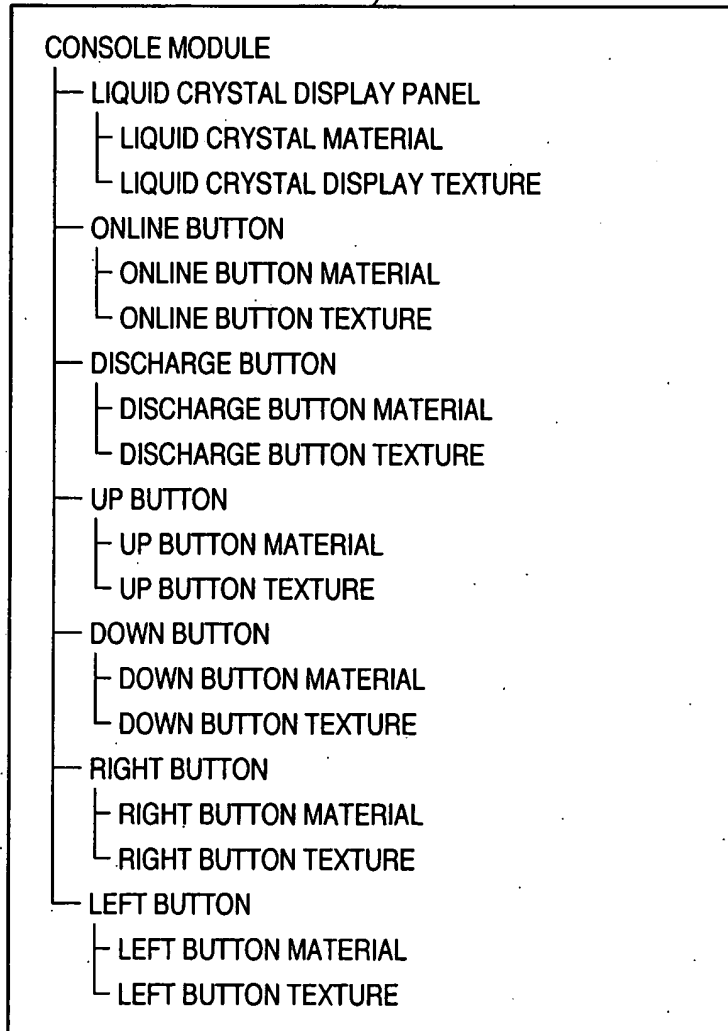 CONSOLE MODULE
LIQUID CRYSTAL DISPLAY PANEL
LIQUID CRYSTAL MATERIAL
LIQUID CRYSTAL DISPLAY TEXTURE
ONLINE BUTTON
ONLINE BUTTON MATERIAL
ONLINE BUTTON TEXTURE
DISCHARGE BUTTON
DISCHARGE BUTTON MATERIAL
DISCHARGE BUTTON TEXTURE
UP BUTTON
UP BUTTON MATERIAL
UP BUTTON TEXTURE
DOWN BUTTON
DOWN BUTTON MATERIAL
DOWN BUTTON TEXTURE
RIGHT BUTTON
RIGHT BUTTON MATERIAL
RIGHT BUTTON TEXTURE
LEFT BUTTON
LEFT BUTTON MATERIAL
LEFT BUTTON TEXTURE